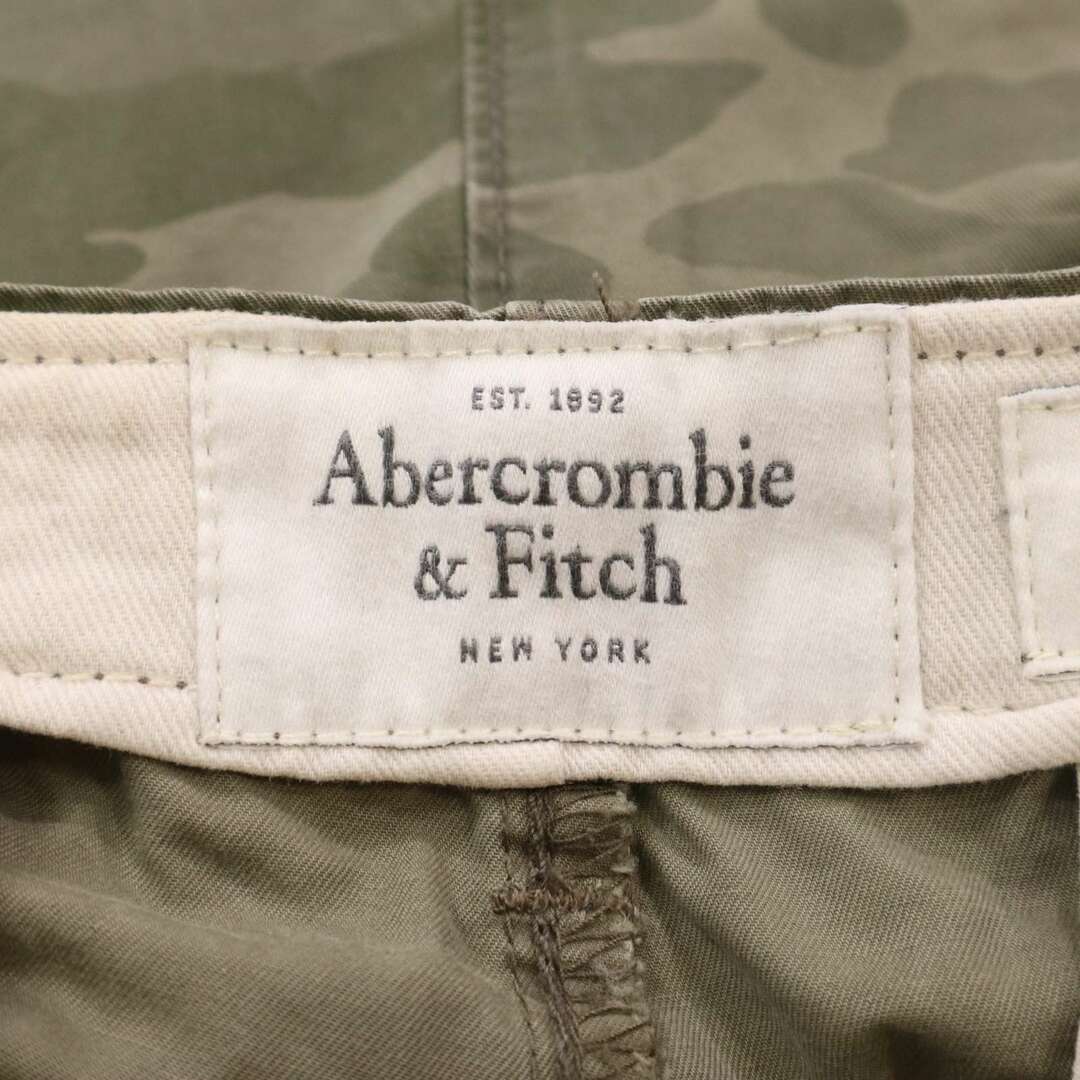 EST. 1892
Abercrombie
& Fitch
NEW YORK